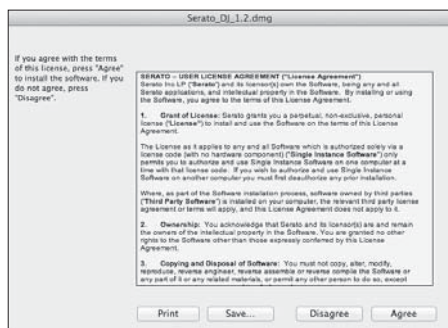 Serato_DJ_1.2.dmg
If you agree with the terms
of this license, press "Agree"
to install the software. If you
do not agree, press
"Disagree".
SERATO – USER LICENSE AGREEMENT ("License Agreement")
Serato Inc LP ("Serato") and its licensor(s) own the Software, being any and all
Serato applications, and intellectual property in the Software. By installing or using
the Software, you agree to the terms of this License Agreement.
1. Grant of License: Serato grants you a perpetual, non-exclusive, personal
license ("License") to install and use the Software on the terms of this License
Agreement.
The License as it applies to any and all Software which is authorized solely via a
license code (with no hardware component) ("Single Instance Software") only
permits you to authorize and use Single Instance Software on one computer at a
time with that license code. If you wish to authorize and use Single Instance
Software on another computer you must first deauthorize any prior installation.
Where, as part of the Software installation process, software owned by third parties
("Third Party Software") is installed on your computer, the relevant third party license
agreement or terms will apply, and this License Agreement does not apply to it.
2. Ownership: You acknowledge that Serato and its licensor(s) are and remain
the owners of the intellectual property in the Software. You are granted no other
rights to the Software other than those expressly conferred by this License
Agreement.
3. Copying and Disposal of Software: You must not copy, alter, modify,
reproduce, reverse engineer, reverse assemble or reverse compile the Software or
any part of it or any related materials, or permit any other person to do so, except
Print
Save...
Disagree
Agree